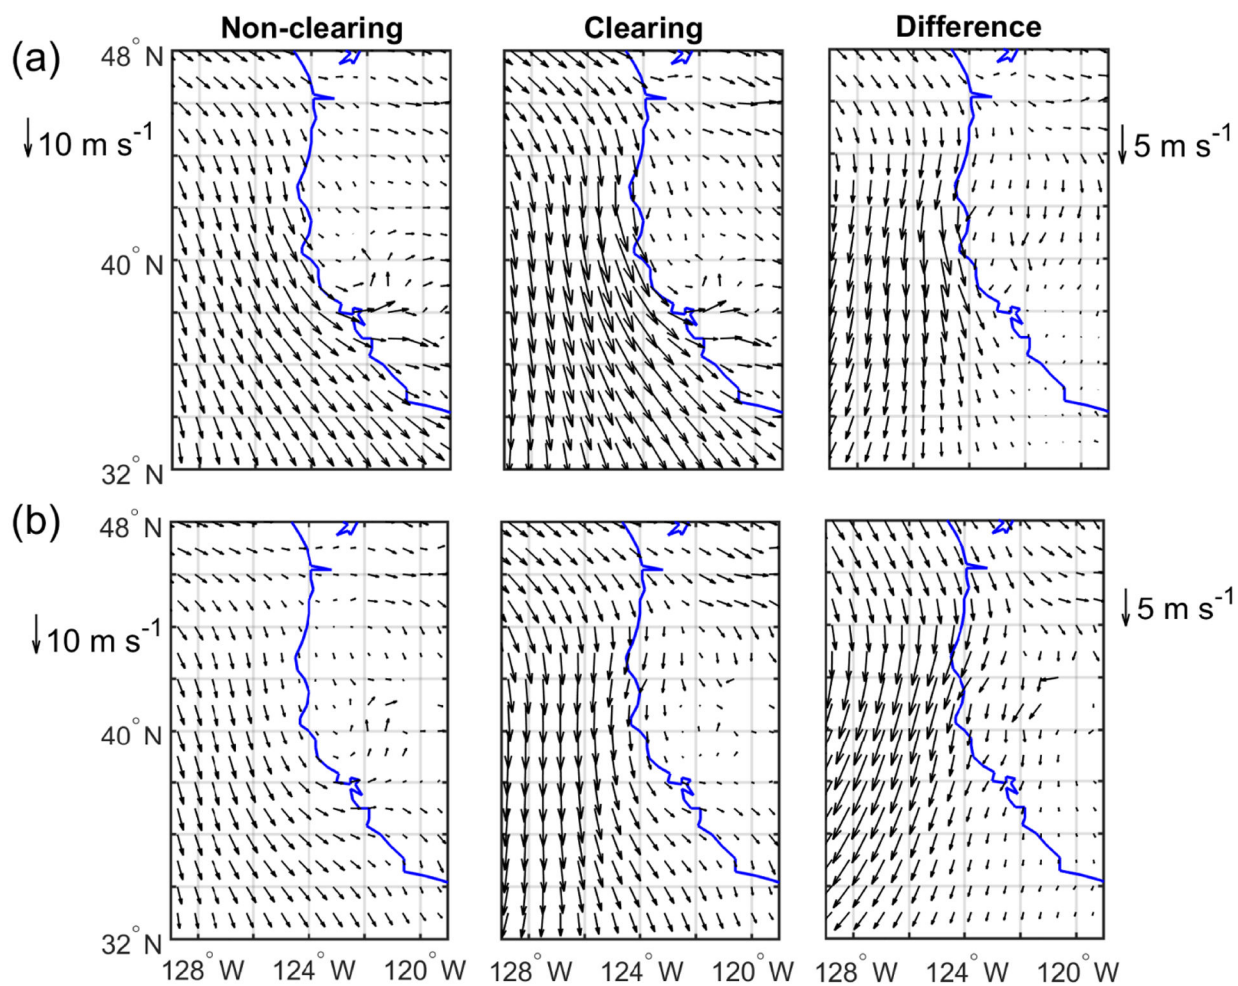 Non-clearing Clearing Difference
(a)
48° N
10 m s-1
5 m s-1
40° N
32° N
(b)
48° N
10 m s-1
5 m s-1
40° N
32° N
128° W 124° W 120° W 128° W 124° W 120° W 128° W 124° W 120° W